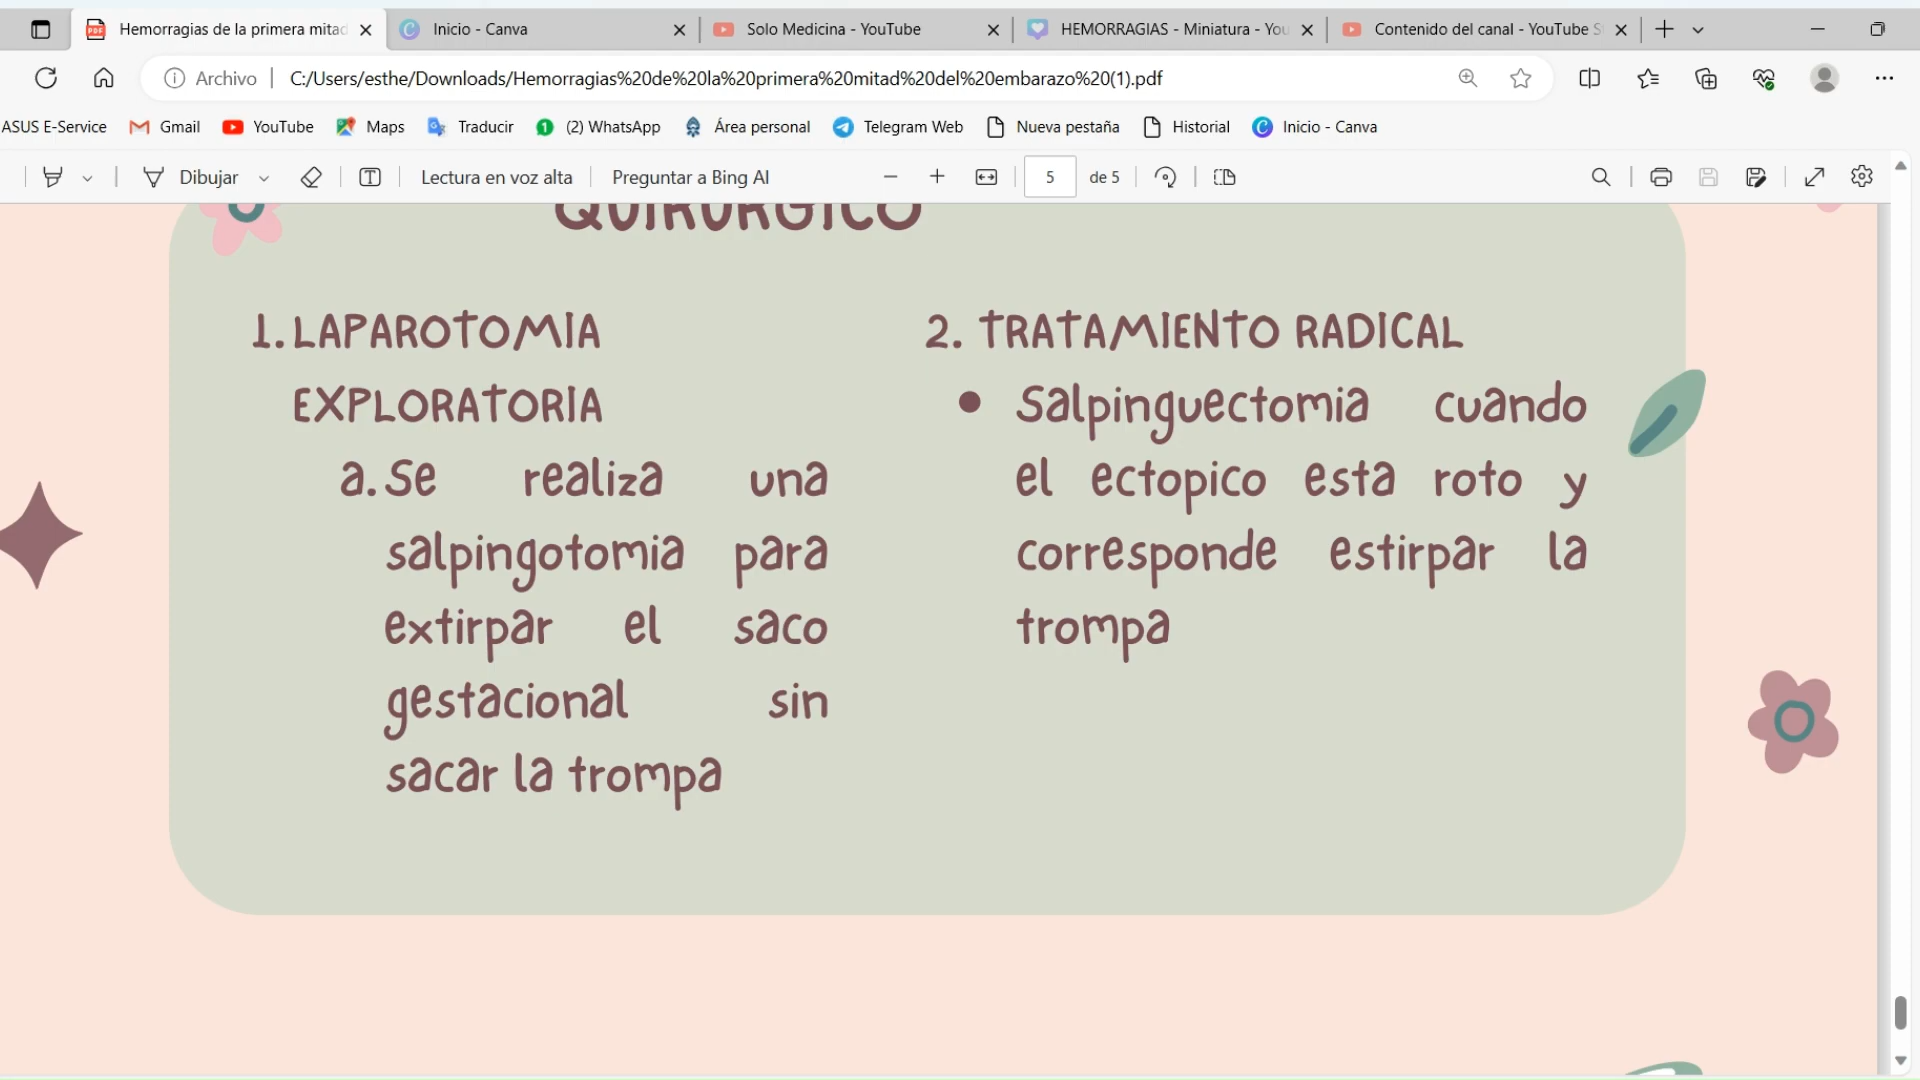 Hemorragias de la primera mitad
Inicio - Canva
Solo Medicina - YouTube
HEMORRAGIAS - Miniatura - You
Contenido del canal - YouTube S
Archivo
C:/Users/esthe/Downloads/Hemorragias%20de%20la%20primera%20mitad%20del%20embarazo%20(1).pdf
ASUS E-Service
Gmail
YouTube
Maps
Traducir
(2) WhatsApp
Área personal
Telegram Web
Nueva pestaña
Historial
Inicio - Canva
Dibujar
Lectura en voz alta
Preguntar a Bing AI
5
de 5
QUIRURGICO
1. LAPAROTOMIA
EXPLORATORIA
a. Se realiza una
salpingotomia para
extirpar el saco
gestacional sin
sacar la trompa
2. TRATAMIENTO RADICAL
• Salpinguectomia cuando
el ectopico esta roto y
corresponde estirpar la
trompa